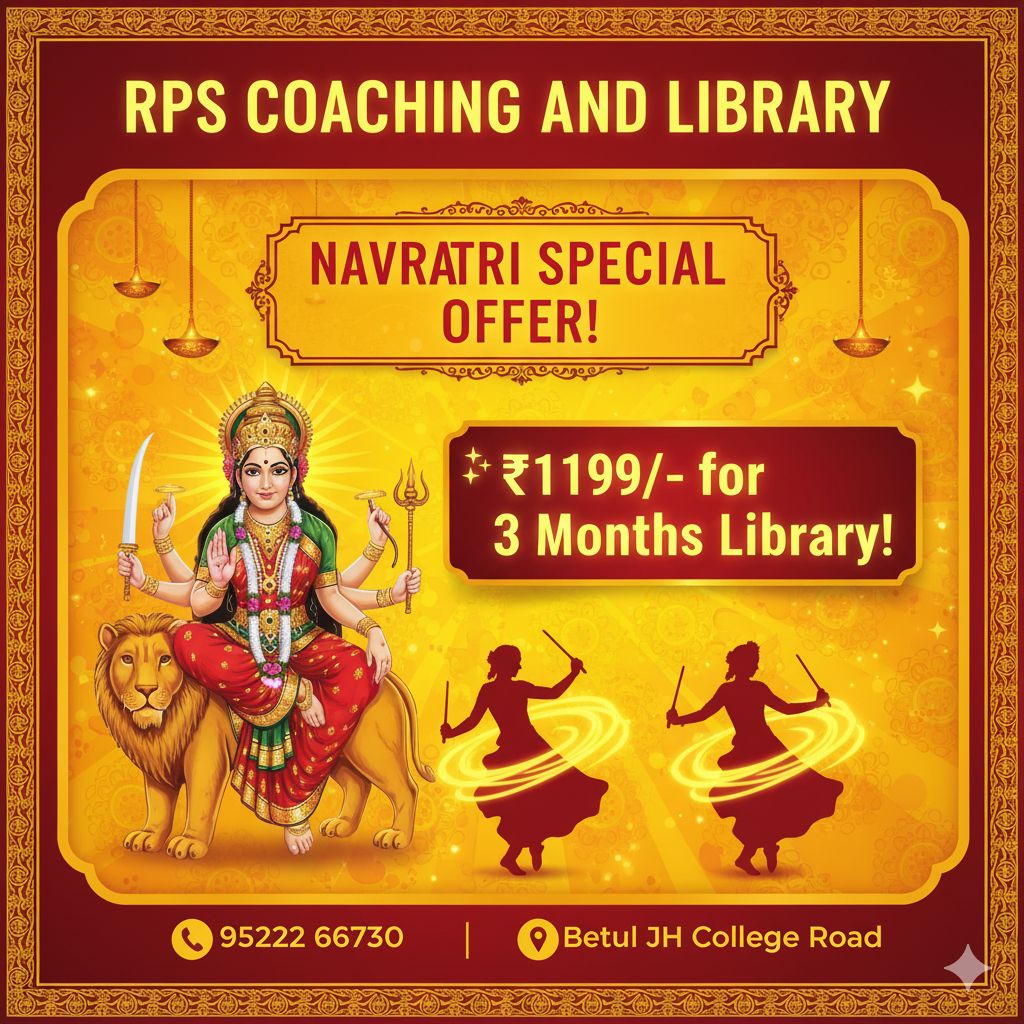 RPS COACHING AND LIBRARY
NAVRATRI SPECIAL
OFFER!
₹1199/- for
3 Months Library!
95222 66730 | Betul JH College Road